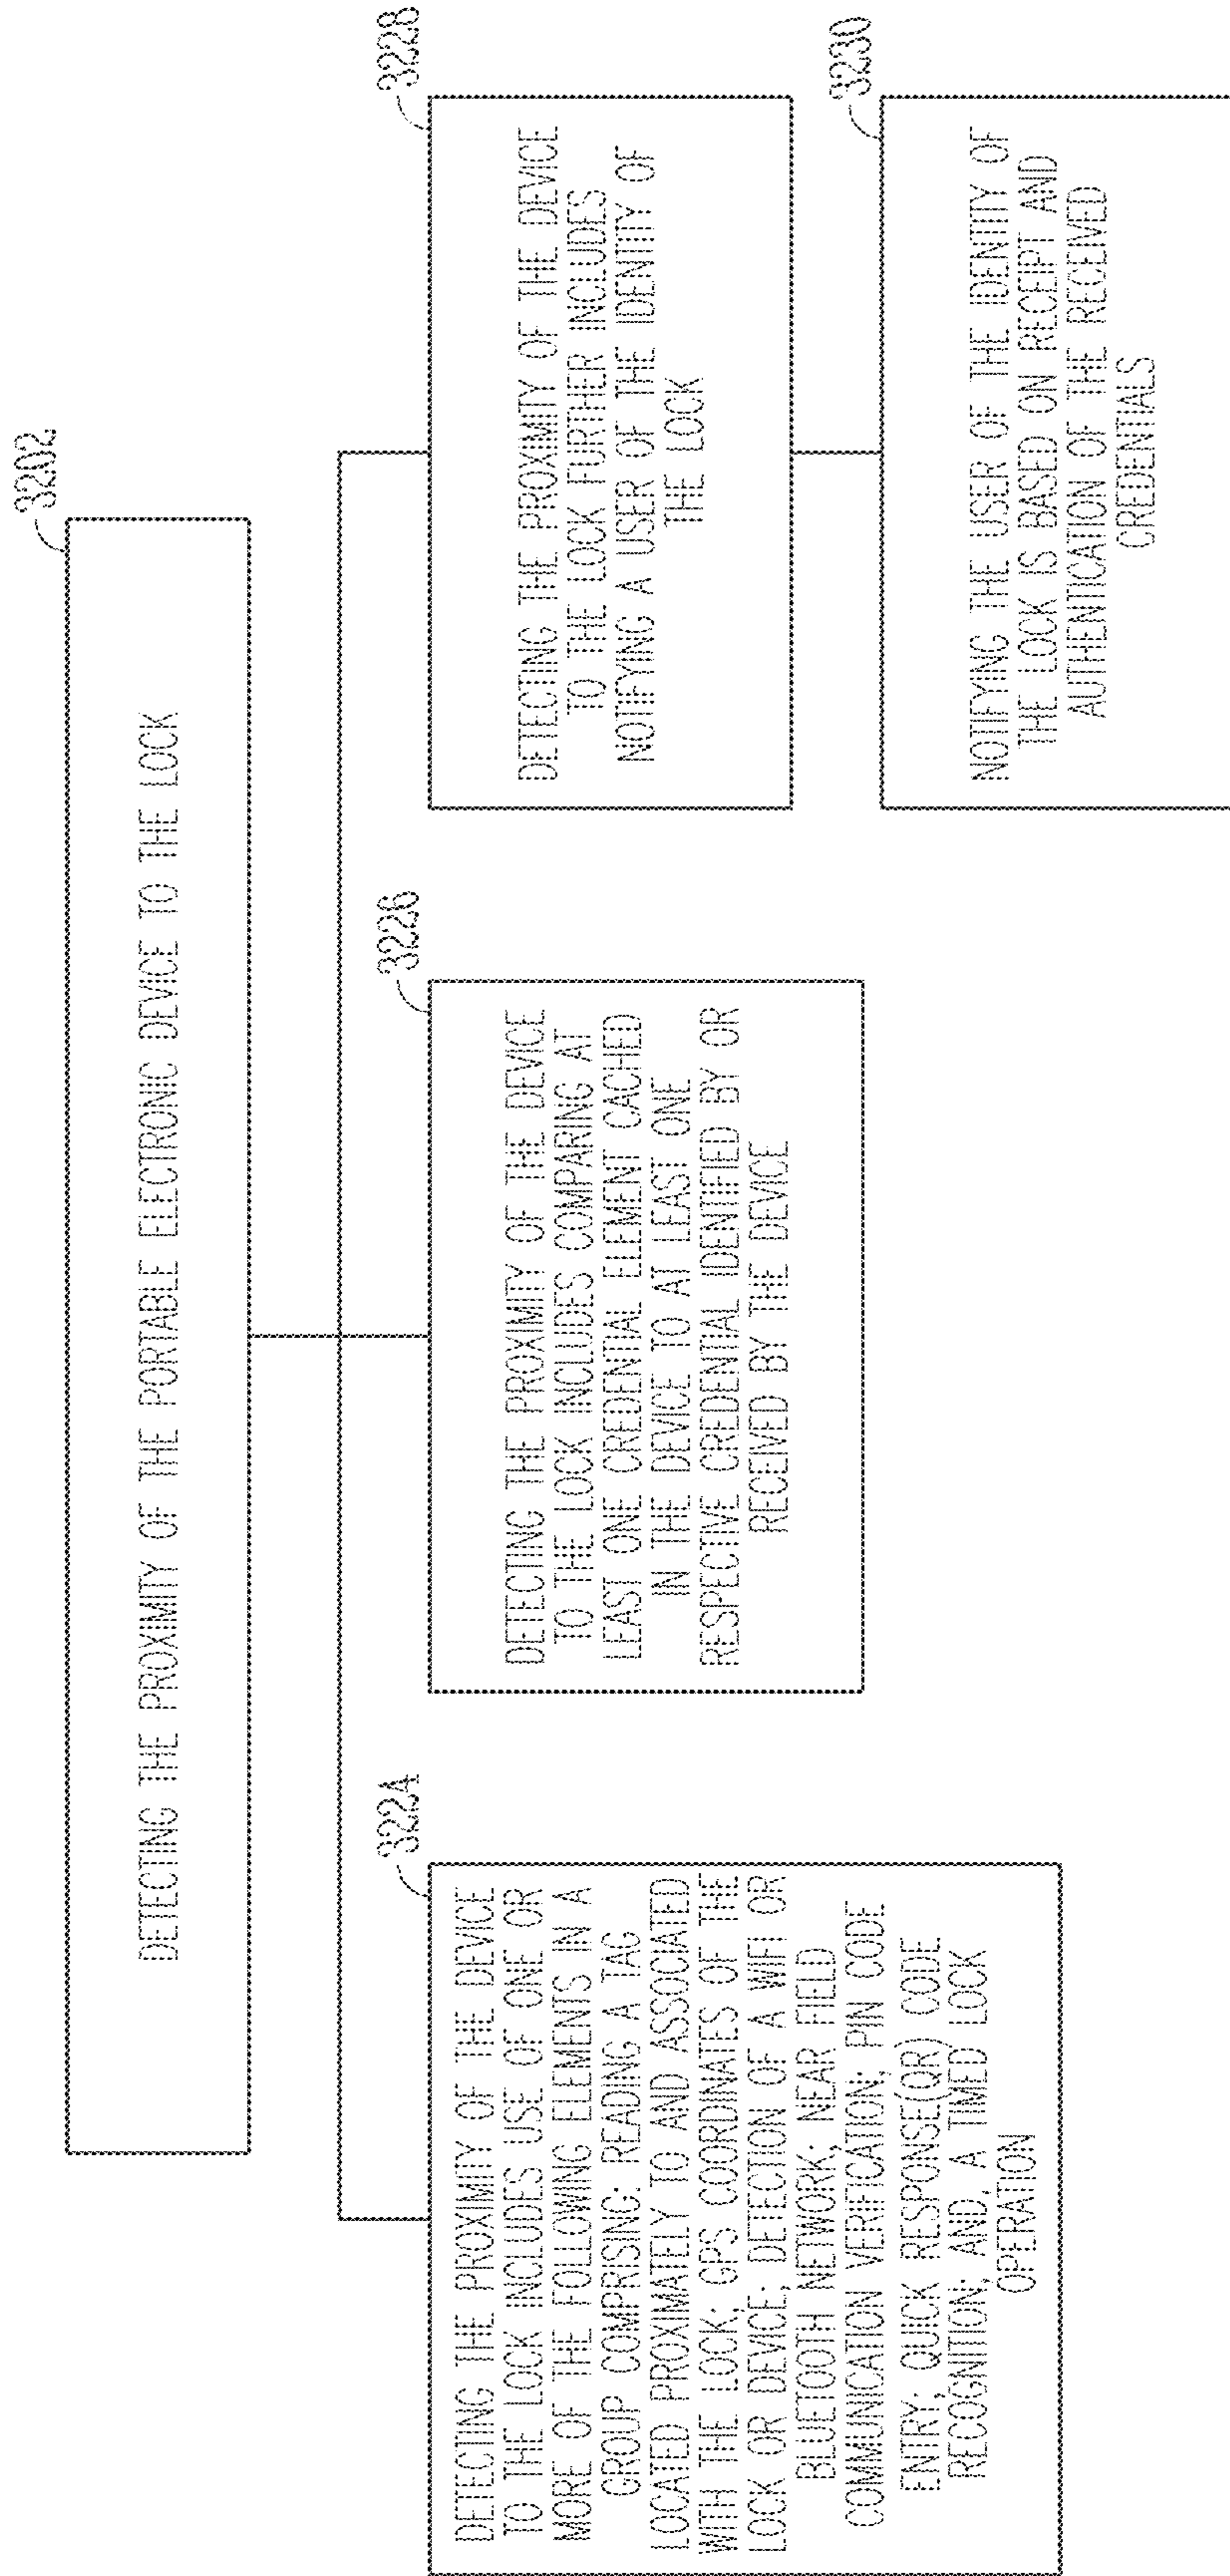 3202
DETECTING THE PROXIMITY OF THE PORTABLE ELECTRONIC DEVICE TO THE LOCK
3224
DETECTING THE PROXIMITY OF THE DEVICE
TO THE LOCK INCLUDES USE OF ONE OR
MORE OF THE FOLLOWING ELEMENTS IN A
GROUP COMPRISING: READING A TAG
LOCATED PROXIMATELY TO AND ASSOCIATED
WITH THE LOCK; GPS COORDINATES OF THE
LOCK OR DEVICE; DETECTION OF A WIFI OR
BLUETOOTH NETWORK; NEAR FIELD
COMMUNICATION VERIFICATION; PIN CODE
ENTRY; QUICK RESPONSE(QR) CODE
RECOGNITION; AND, A TIMED LOCK
OPERATION
3226
DETECTING THE PROXIMITY OF THE DEVICE
TO THE LOCK INCLUDES COMPARING AT
LEAST ONE CREDENTIAL ELEMENT CACHED
IN THE DEVICE TO AT LEAST ONE
RESPECTIVE CREDENTIAL IDENTIFIED BY OR
RECEIVED BY THE DEVICE
3228
DETECTING THE PROXIMITY OF THE DEVICE
TO THE LOCK FURTHER INCLUDES
NOTIFYING A USER OF THE IDENTITY OF
THE LOCK
3230
NOTIFYING THE USER OF THE IDENTITY OF
THE LOCK IS BASED ON RECEIPT AND
AUTHENTICATION OF THE RECEIVED
CREDENTIALS